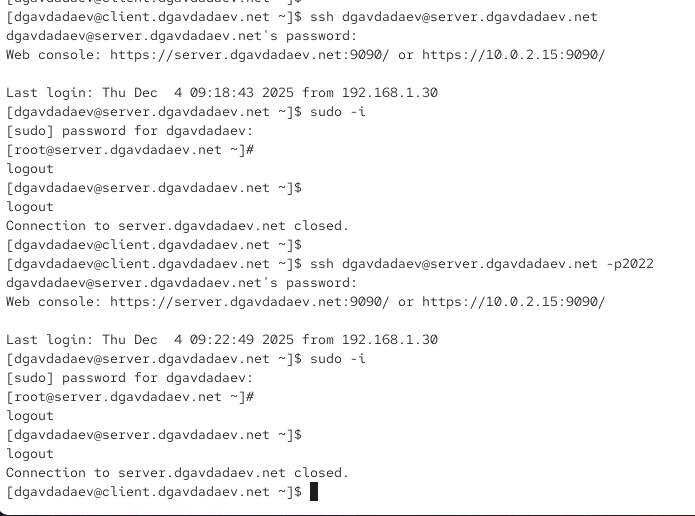 [dgavdadaev@client.dgavdadaev.net ~]$ ssh dgavdadaev@server.dgavdadaev.net
dgavdadaev@server.dgavdadaev.net's password:
Web console: https://server.dgavdadaev.net:9090/ or https://10.0.2.15:9090/
Last login: Thu Dec  4 09:18:43 2025 from 192.168.1.30
[dgavdadaev@server.dgavdadaev.net ~]$ sudo -i
[sudo] password for dgavdadaev:
[root@server.dgavdadaev.net ~]#
logout
[dgavdadaev@server.dgavdadaev.net ~]$
logout
Connection to server.dgavdadaev.net closed.
[dgavdadaev@client.dgavdadaev.net ~]$
[dgavdadaev@client.dgavdadaev.net ~]$ ssh dgavdadaev@server.dgavdadaev.net -p2022
dgavdadaev@server.dgavdadaev.net's password:
Web console: https://server.dgavdadaev.net:9090/ or https://10.0.2.15:9090/
Last login: Thu Dec  4 09:22:49 2025 from 192.168.1.30
[dgavdadaev@server.dgavdadaev.net ~]$ sudo -i
[sudo] password for dgavdadaev:
[root@server.dgavdadaev.net ~]#
logout
[dgavdadaev@server.dgavdadaev.net ~]$
logout
Connection to server.dgavdadaev.net closed.
[dgavdadaev@client.dgavdadaev.net ~]$